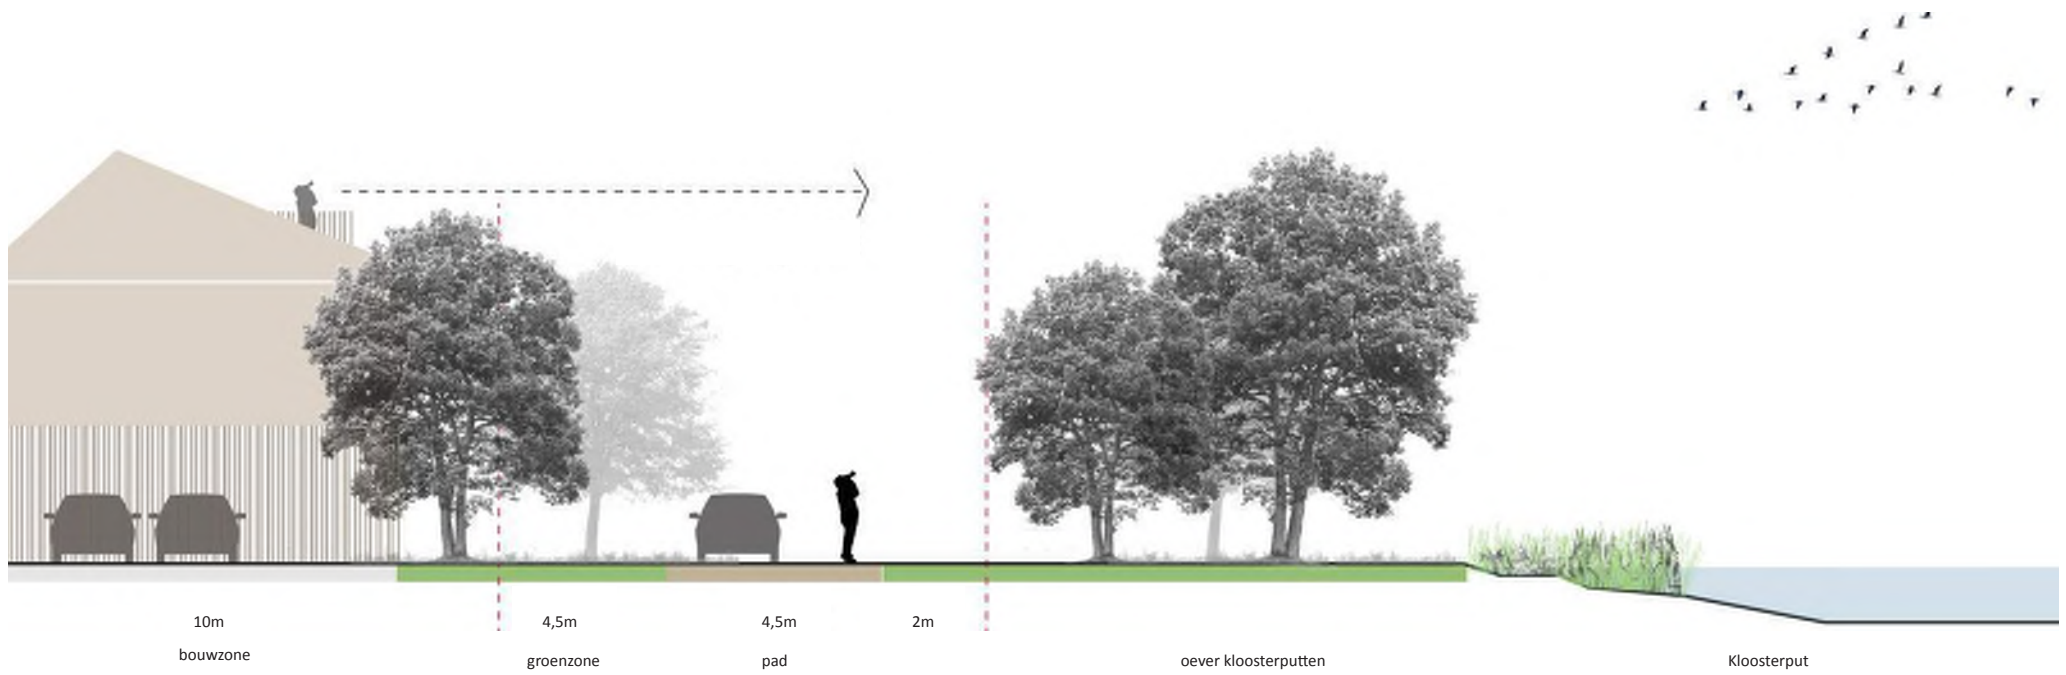 10m
4,5m
4,5m
2m
bouwzone
groenzone
pad
oever kloosterputten
Kloosterput